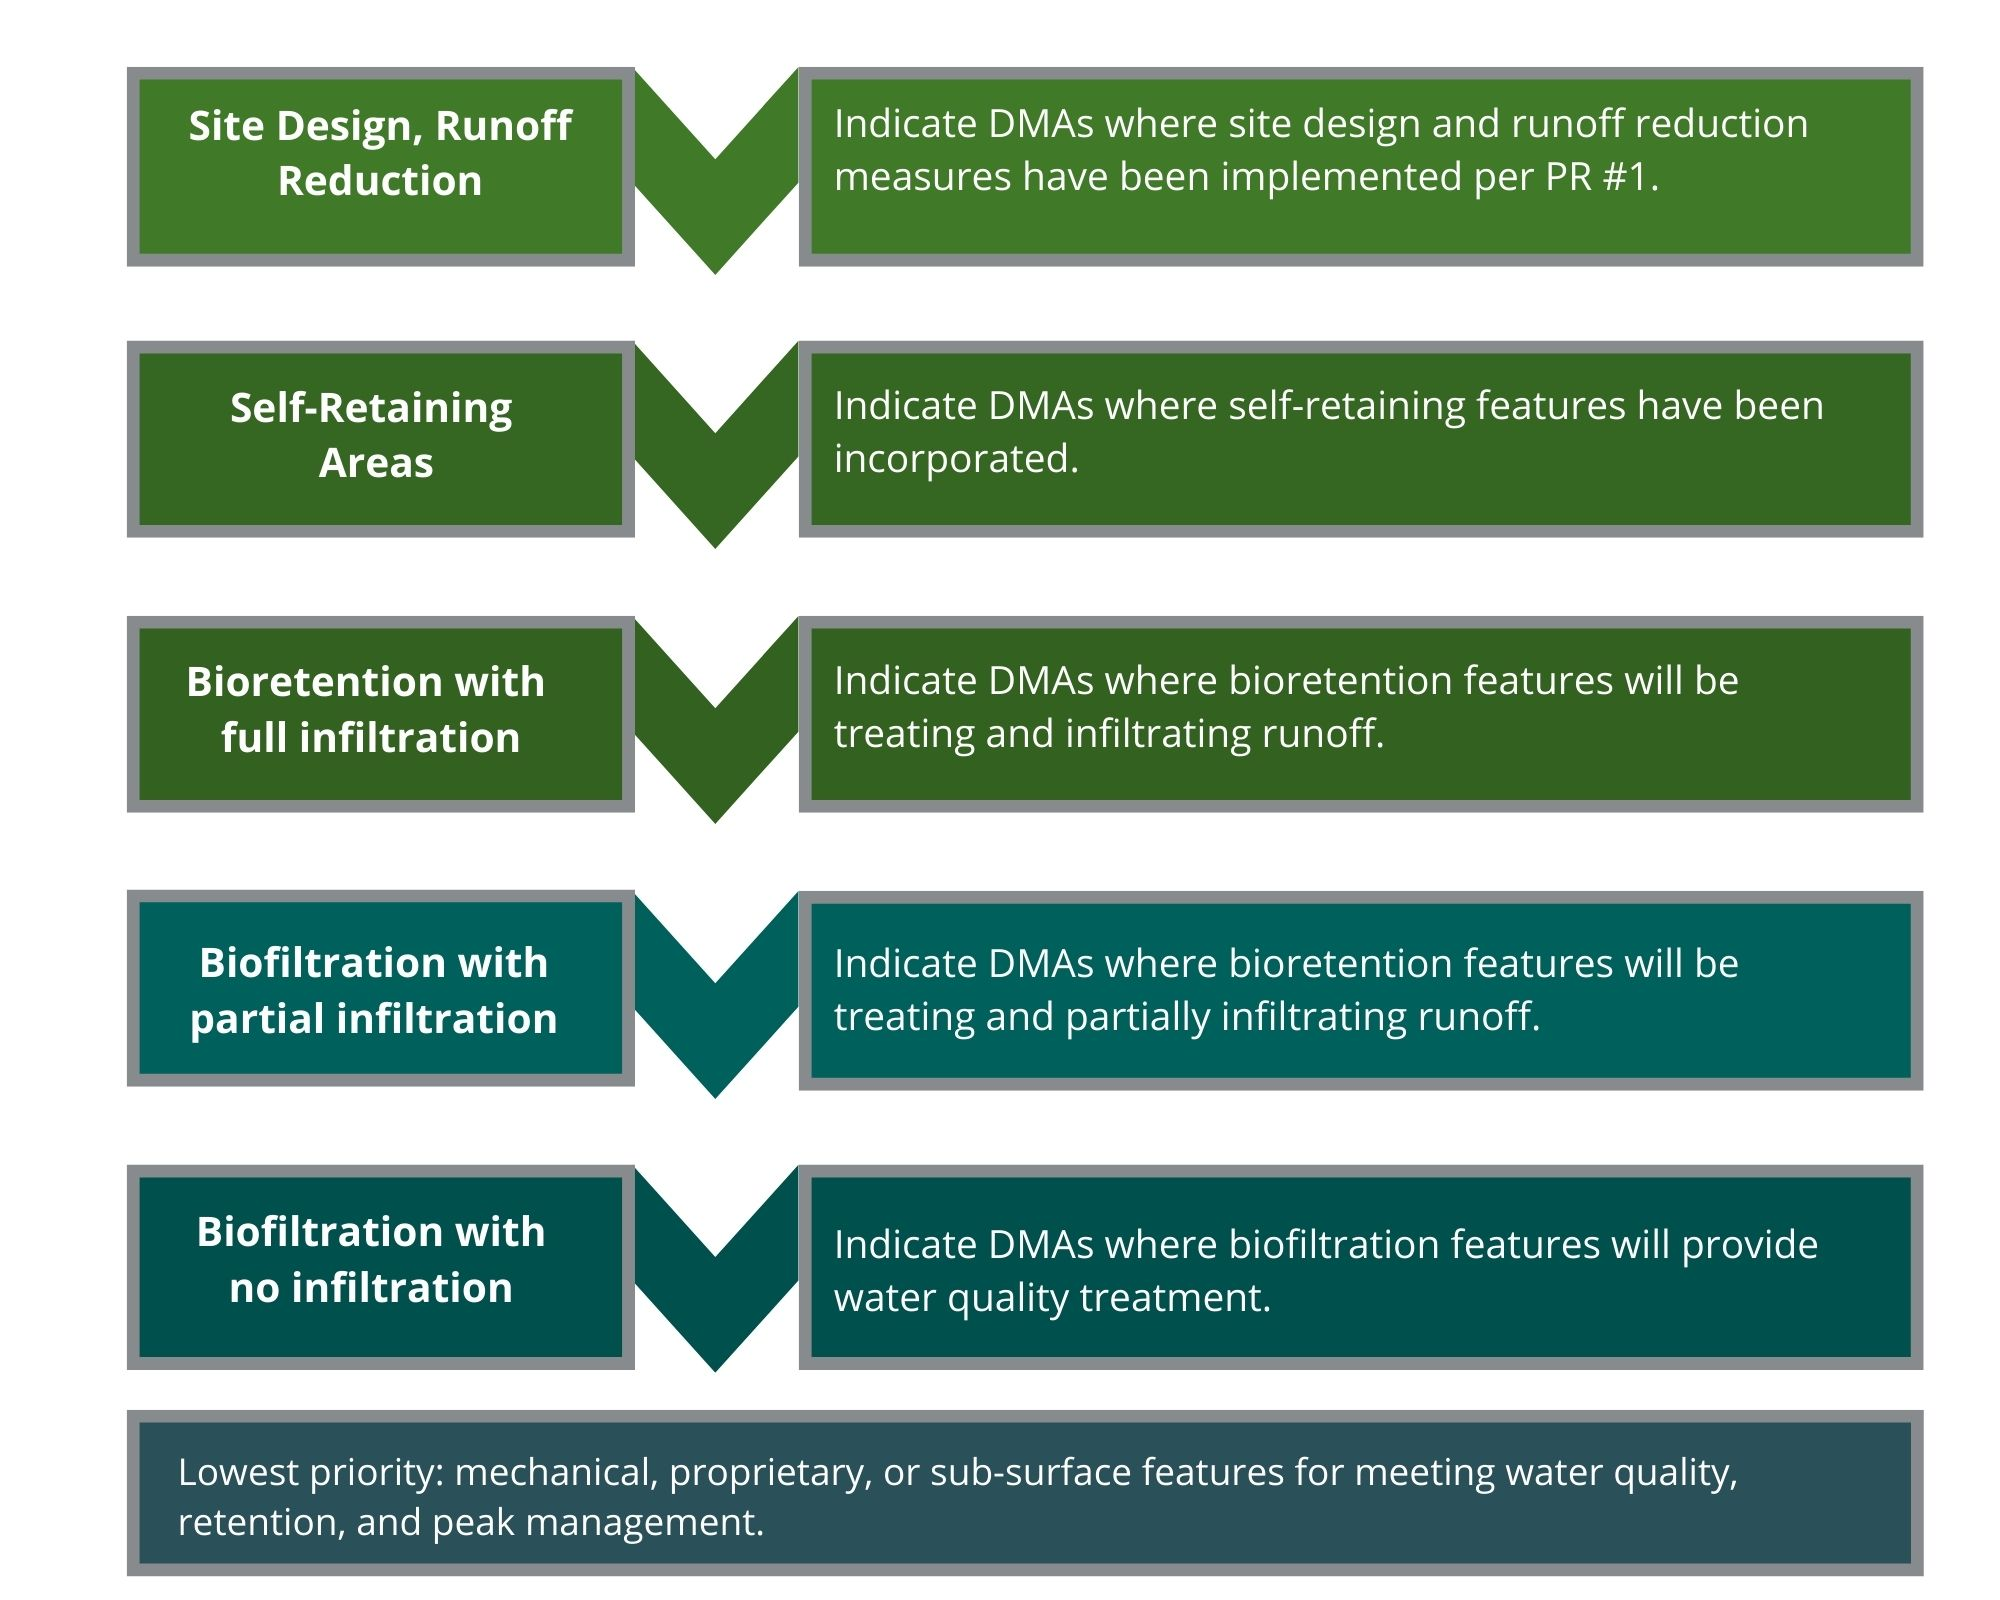 Site Design, Runoff
Reduction
Indicate DMAs where site design and runoff reduction
measures have been implemented per PR #1.
Self-Retaining
Areas
Indicate DMAs where self-retaining features have been
incorporated.
Bioretention with
full infiltration
Indicate DMAs where bioretention features will be
treating and infiltrating runoff.
Biofiltration with
partial infiltration
Indicate DMAs where bioretention features will be
treating and partially infiltrating runoff.
Biofiltration with
no infiltration
Indicate DMAs where biofiltration features will provide
water quality treatment.
Lowest priority: mechanical, proprietary, or sub-surface features for meeting water quality,
retention, and peak management.